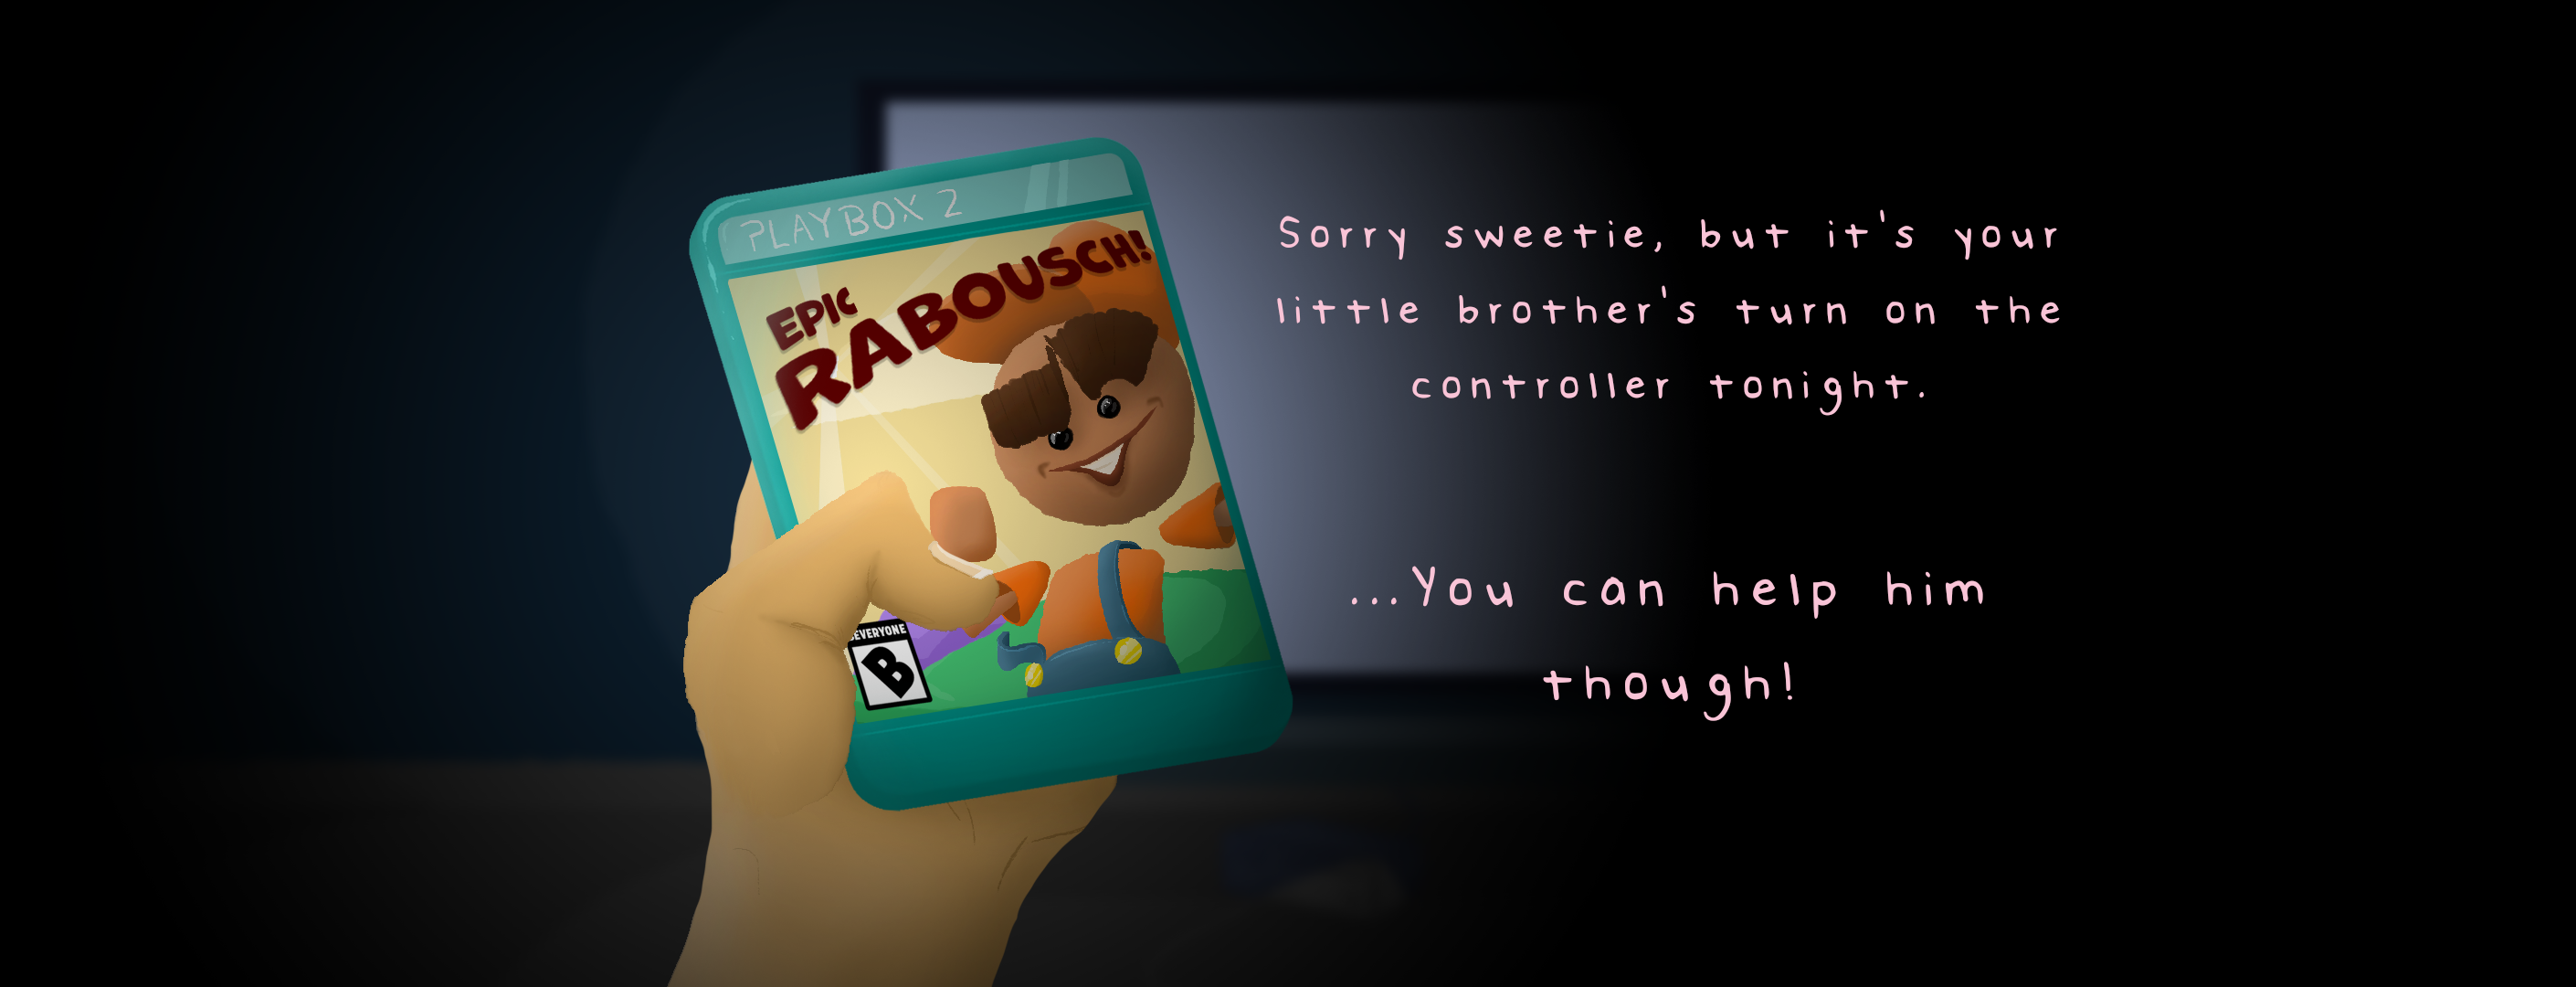 PLAYBOX 2
EPIC
RABOUSCH!
EVERYONE
B
Sorry sweetie, but it's your
little brother's turn on the
controller tonight.
...You can help him
though!